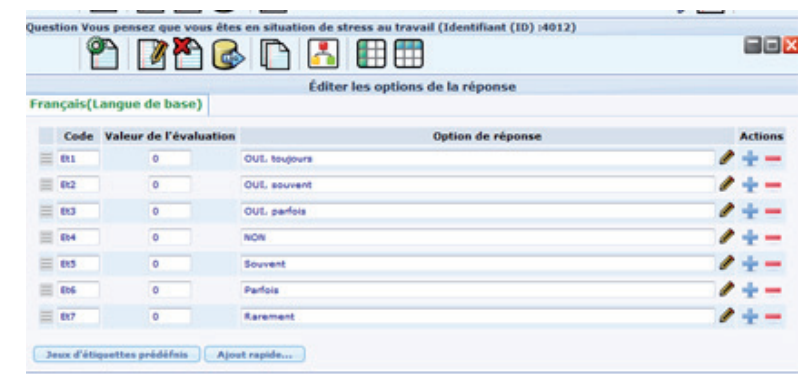 Question Vous pensez que vous êtes en situation de stress au travail (Identifiant (ID) :4012)
Éditer les options de la réponse
Français(Langue de base)
Code Valeur de l'évaluation Option de réponse Actions
Et1 0 OUI, toujours
Et2 0 OUI, souvent
Et3 0 OUI, parfois
Et4 0 NON
Et5 0 Souvent
Et6 0 Parfois
Et7 0 Rarement
Jeux d'étiquettes prédéfinis Ajout rapide...